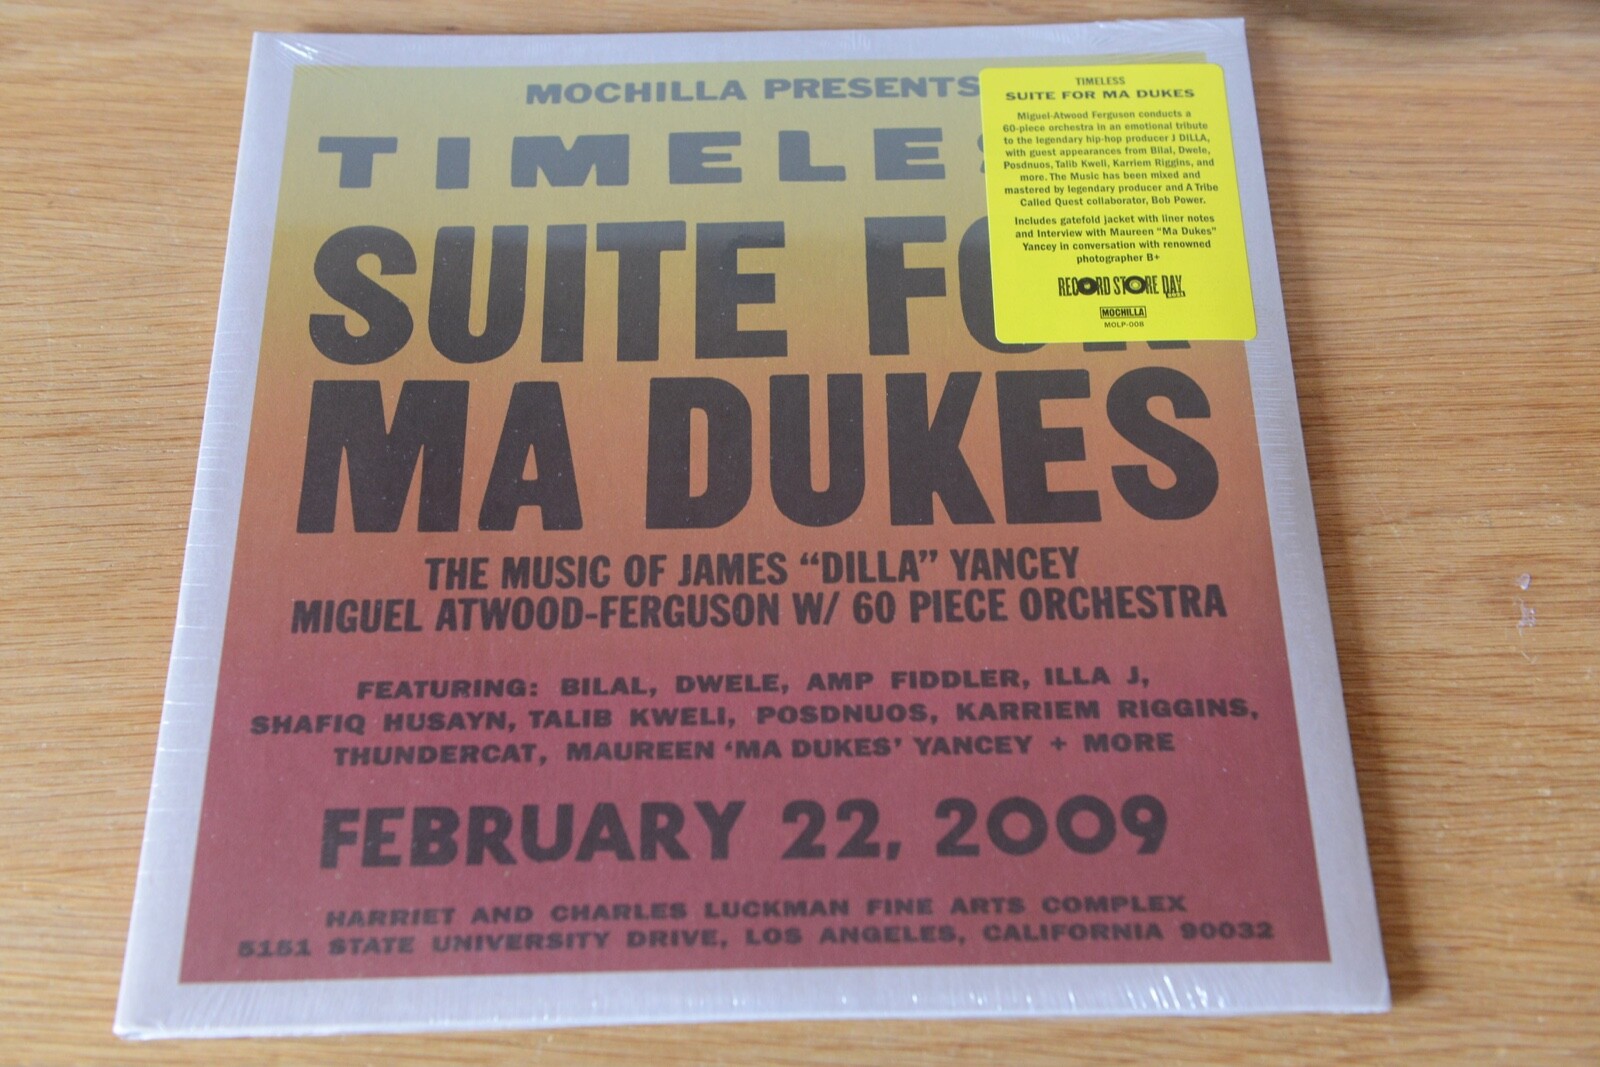 MOCHILLA PRESENTS
TIMELES
SUITE FOR
MA DUKES
THE MUSIC OF JAMES “DILLA” YANCEY
MIGUEL ATWOOD-FERGUSON W/ 60 PIECE ORCHESTRA
FEATURING: BILAL, DWELE, AMP FIDDLER, ILLA J,
SHAFIQ HUSAYN, TALIB KWELI, POSDNUOS, KARRIEM RIGGINS,
THUNDERCAT, MAUREEN ‘MA DUKES’ YANCEY + MORE
FEBRUARY 22, 2009
HARRIET AND CHARLES LUCKMAN FINE ARTS COMPLEX
5151 STATE UNIVERSITY DRIVE, LOS ANGELES, CALIFORNIA 90032
TIMELESS
SUITE FOR MA DUKES
Miguel-Atwood Ferguson conducts a
60-piece orchestra in an emotional tribute
to the legendary hip-hop producer J DILLA,
with guest appearances from Bilal, Dwele,
Posdnuos, Talib Kweli, Karriem Riggins, and
more. The Music has been mixed and
mastered by legendary producer and A Tribe
Called Quest collaborator, Bob Power.
Includes gatefold jacket with liner notes
and Interview with Maureen “Ma Dukes”
Yancey in conversation with renowned
photographer B+
RECORD STORE DAY
2021
MOCHILLA
MOLP-008